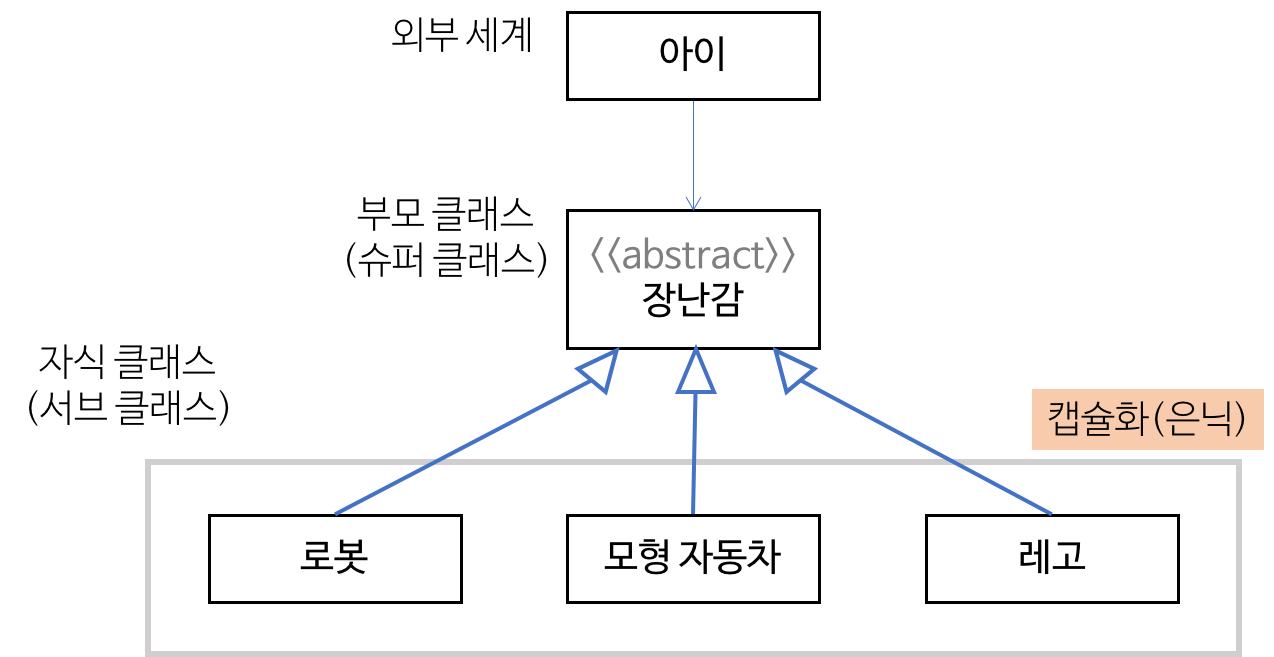 외부 세계
아이
부모 클래스
(슈퍼 클래스)
<<abstract>>
장난감
자식 클래스
(서브 클래스)
캡슐화(은닉)
로봇
모형 자동차
레고